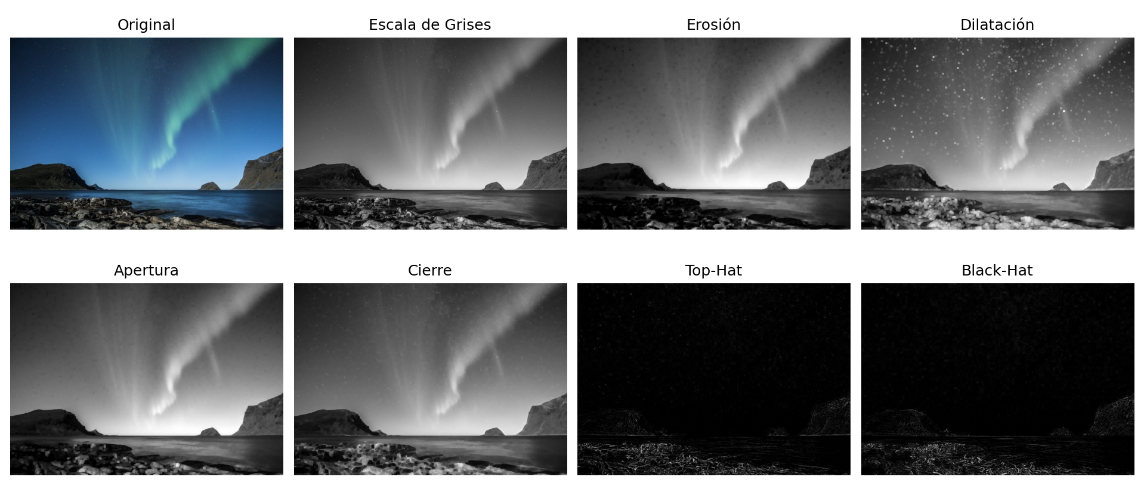 Original
Escala de Grises
Erosión
Dilatación
Apertura
Cierre
Top-Hat
Black-Hat